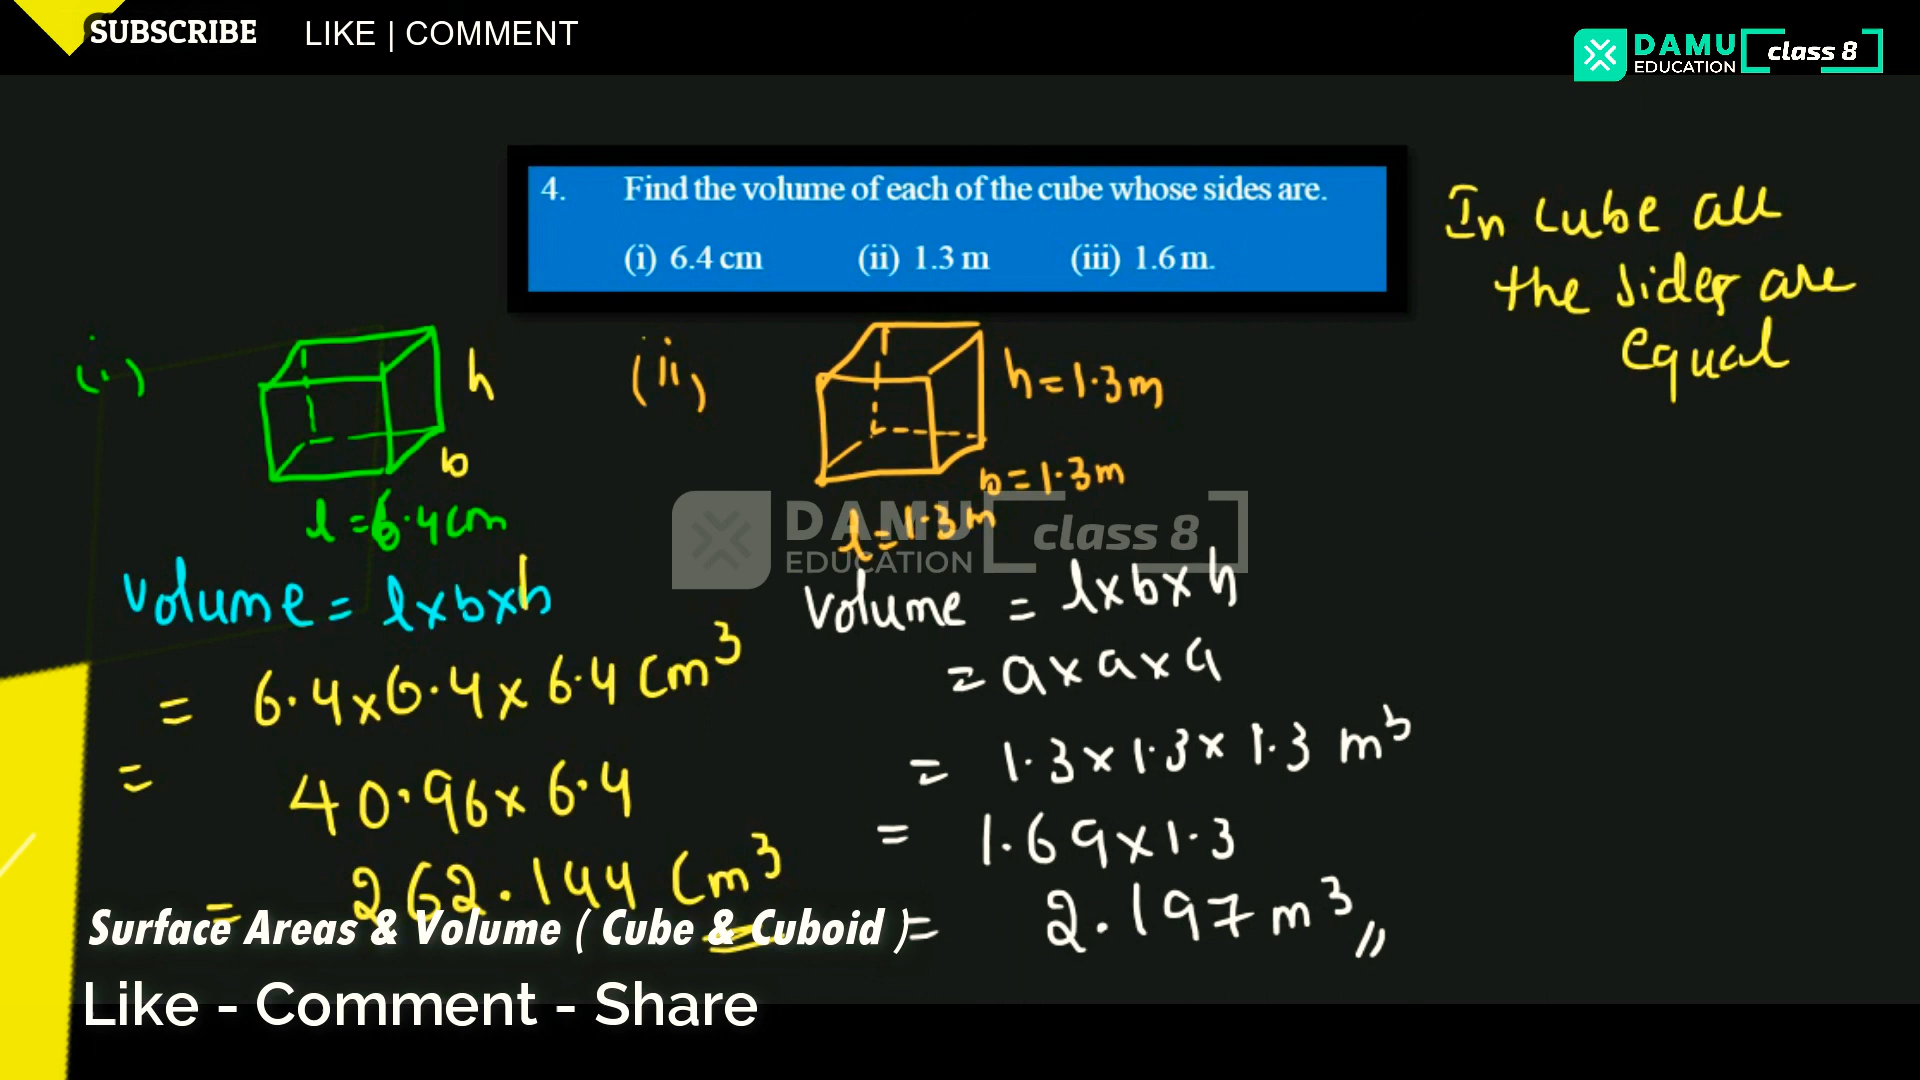 SUBSCRIBE LIKE | COMMENT
DAMU
EDUCATION
class 8
4. Find the volume of each of the cube whose sides are.
(i) 6.4 cm (ii) 1.3 m (iii) 1.6 m.
In cube all
the sides are
equal
(i)
h
b
l = 6.4 cm
Volume = l x b x h
= 6.4 x 6.4 x 6.4 cm³
= 40.96 x 6.4
= 262.144 cm³
(ii)
h = 1.3 m
b = 1.3 m
l = 1.3 m
DAMU
EDUCATION
class 8
Volume = l x b x h
= a x a x a
= 1.3 x 1.3 x 1.3 m³
= 1.69 x 1.3
= 2.197 m³,,
Surface Areas & Volume ( Cube & Cuboid )
Like - Comment - Share